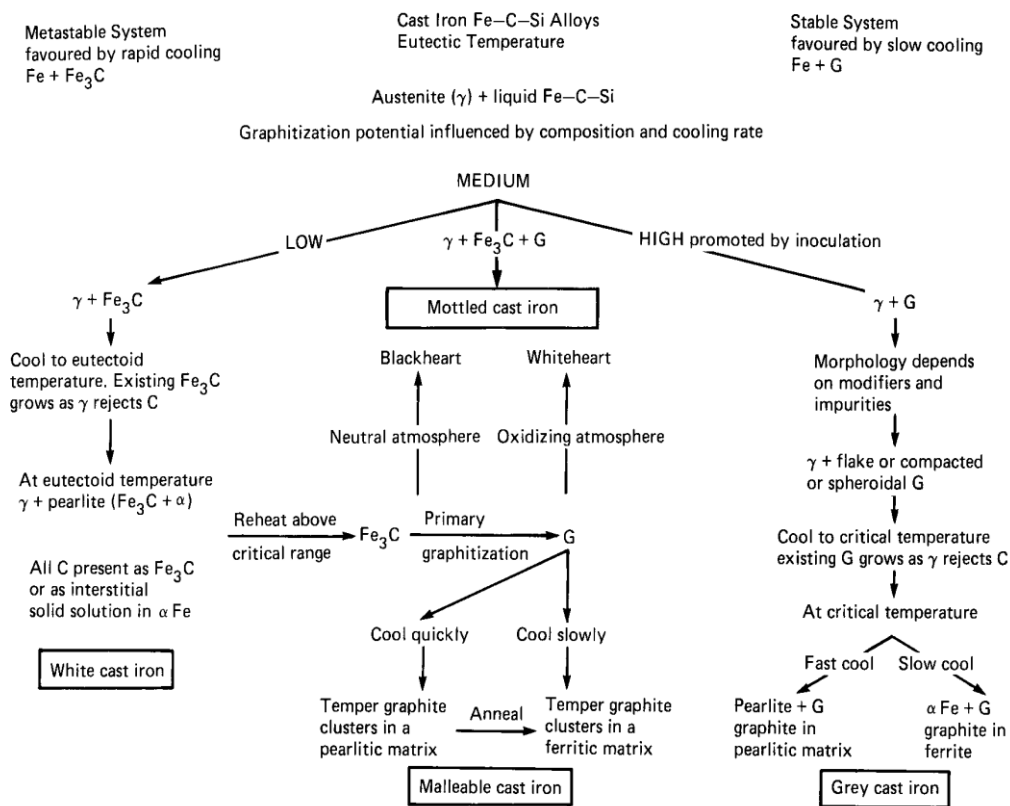 Metastable System
favoured by rapid cooling
Fe + Fe₃C
Cast Iron Fe–C–Si Alloys
Eutectic Temperature
Stable System
favoured by slow cooling
Fe + G
Austenite (γ) + liquid Fe–C–Si
Graphitization potential influenced by composition and cooling rate
MEDIUM
LOW
γ + Fe₃C + G
HIGH promoted by inoculation
γ + Fe₃C
Mottled cast iron
γ + G
Cool to eutectoid
temperature. Existing Fe₃C
grows as γ rejects C
At eutectoid temperature
γ + pearlite (Fe₃C + α)
All C present as Fe₃C
or as interstitial
solid solution in α Fe
White cast iron
Blackheart
Whiteheart
Neutral atmosphere
Oxidizing atmosphere
Reheat above
critical range
Fe₃C
Primary
graphitization
G
Cool quickly
Cool slowly
Temper graphite
clusters in a
pearlitic matrix
Anneal
Temper graphite
clusters in a
ferritic matrix
Malleable cast iron
Morphology depends
on modifiers and
impurities
γ + flake or compacted
or spheroidal G
Cool to critical temperature
existing G grows as γ rejects C
At critical temperature
Fast cool
Slow cool
Pearlite + G
graphite in
pearlitic matrix
α Fe + G
graphite in
ferrite
Grey cast iron